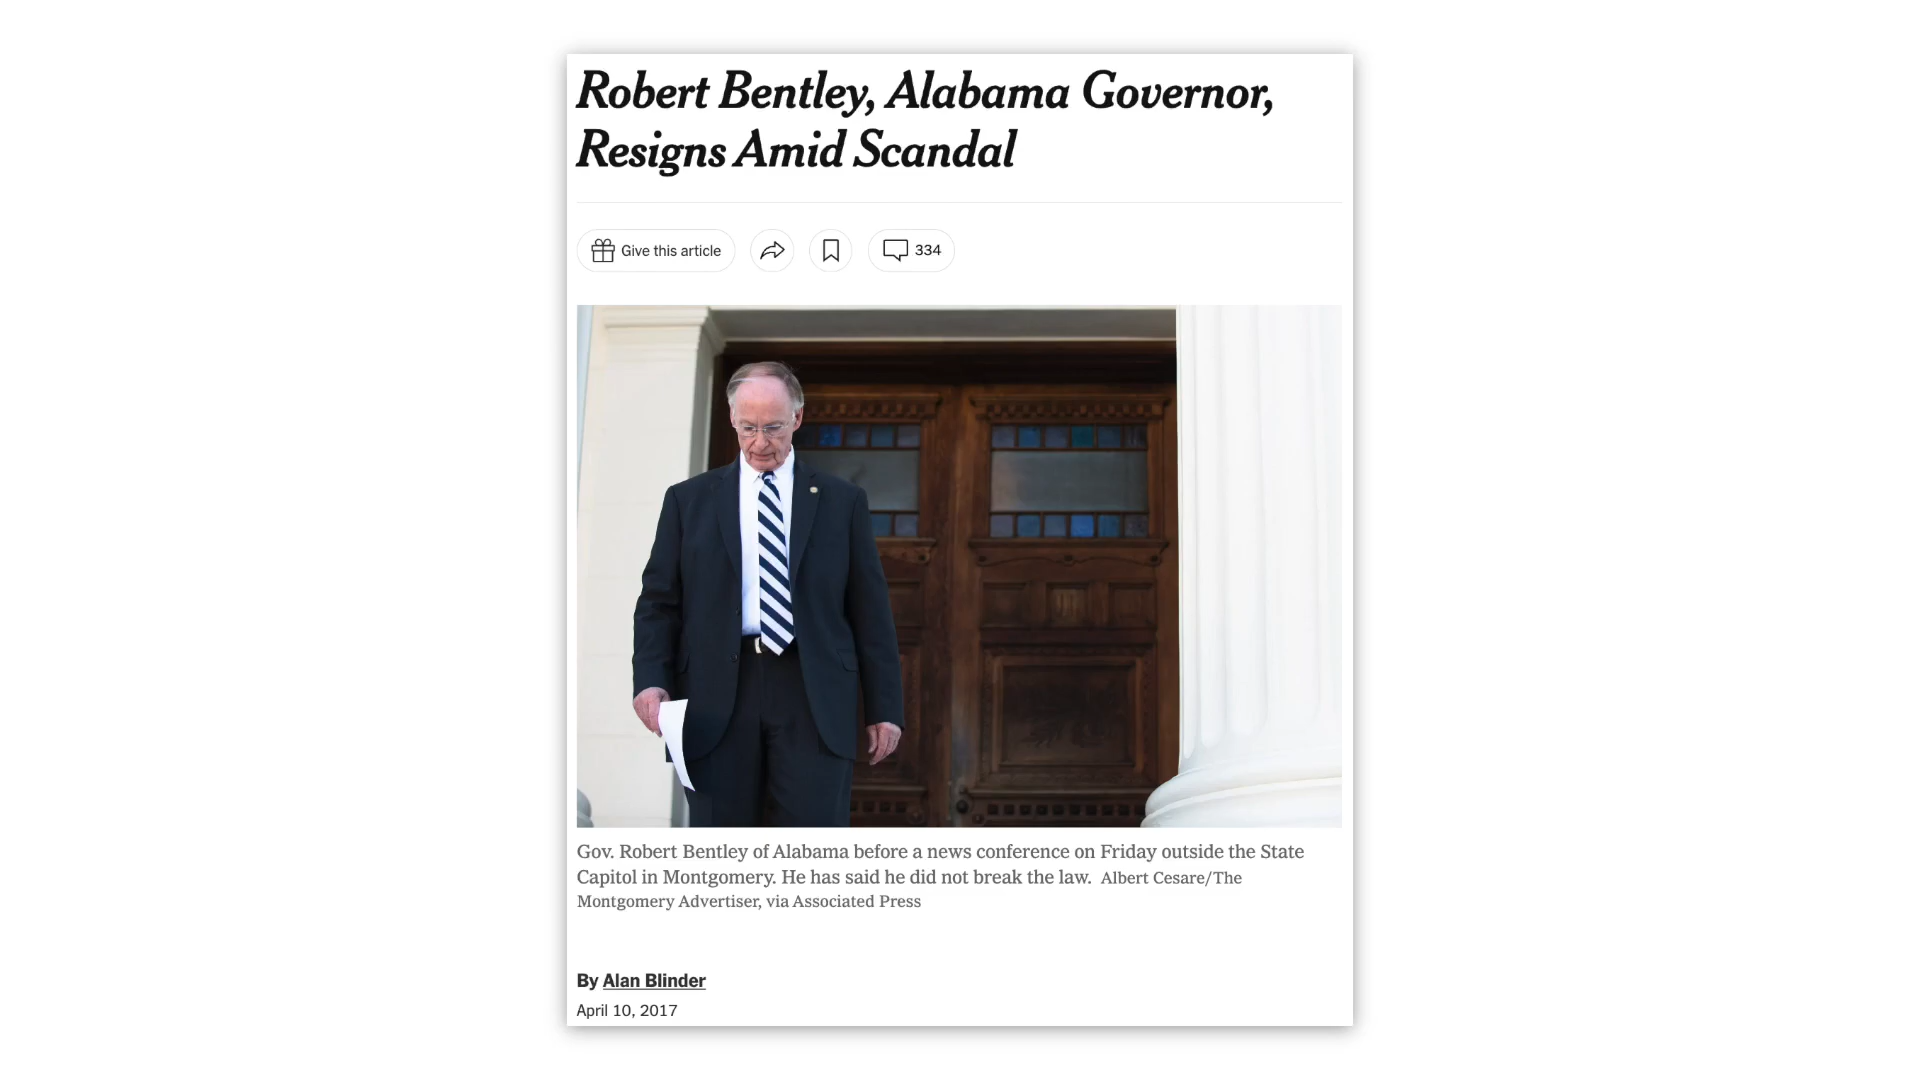 Robert Bentley, Alabama Governor,
Resigns Amid Scandal
Give this article
334
Gov. Robert Bentley of Alabama before a news conference on Friday outside the State
Capitol in Montgomery. He has said he did not break the law. Albert Cesare/The
Montgomery Advertiser, via Associated Press
By Alan Blinder
April 10, 2017